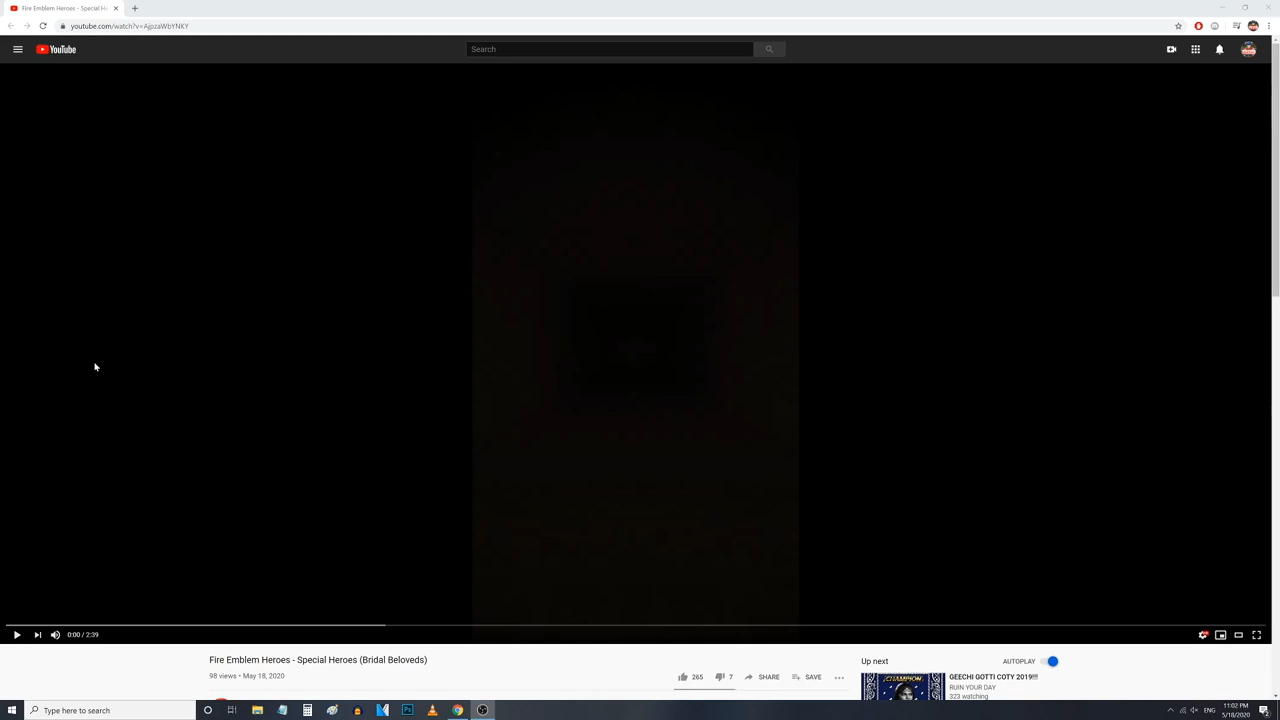 Fire Emblem Heroes - Special He
youtube.com/watch?v=AjpzaWbYNKY
YouTube
Search
0:00 / 2:39
Fire Emblem Heroes - Special Heroes (Bridal Beloveds)
98 views • May 18, 2020
265
7
SHARE
SAVE
Up next
AUTOPLAY
CHAMPION
GEECHI GOTTI COTY 2019!!!
RUIN YOUR DAY
323 watching
Type here to search
ENG
11:02 PM
5/18/2020
2